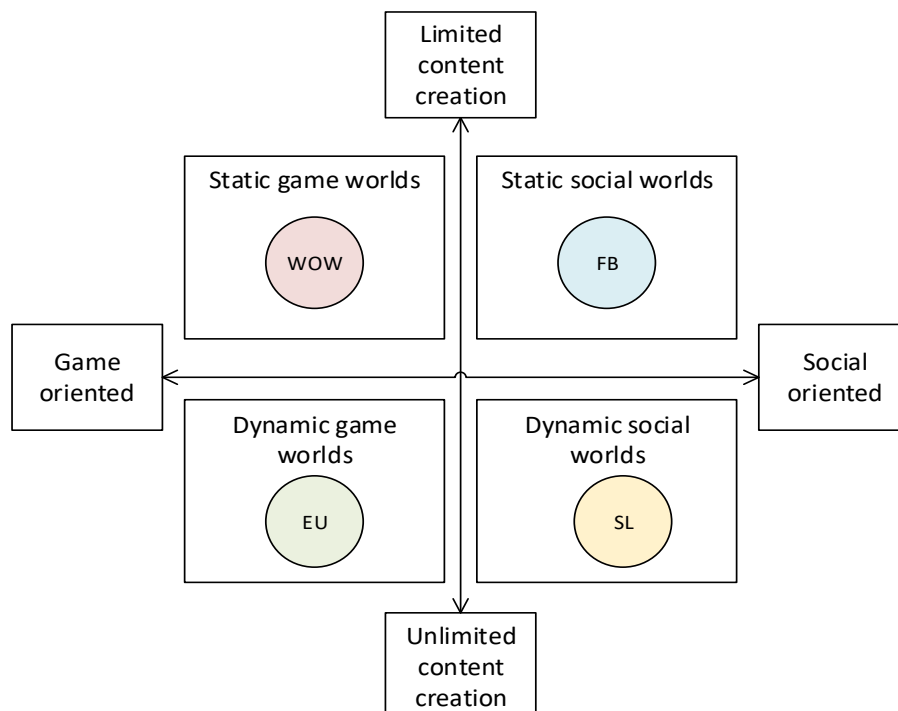 Limited
content
creation
Static game worlds
Static social worlds
WOW
FB
Game
oriented
Social
oriented
Dynamic game
worlds
Dynamic social
worlds
EU
SL
Unlimited
content
creation